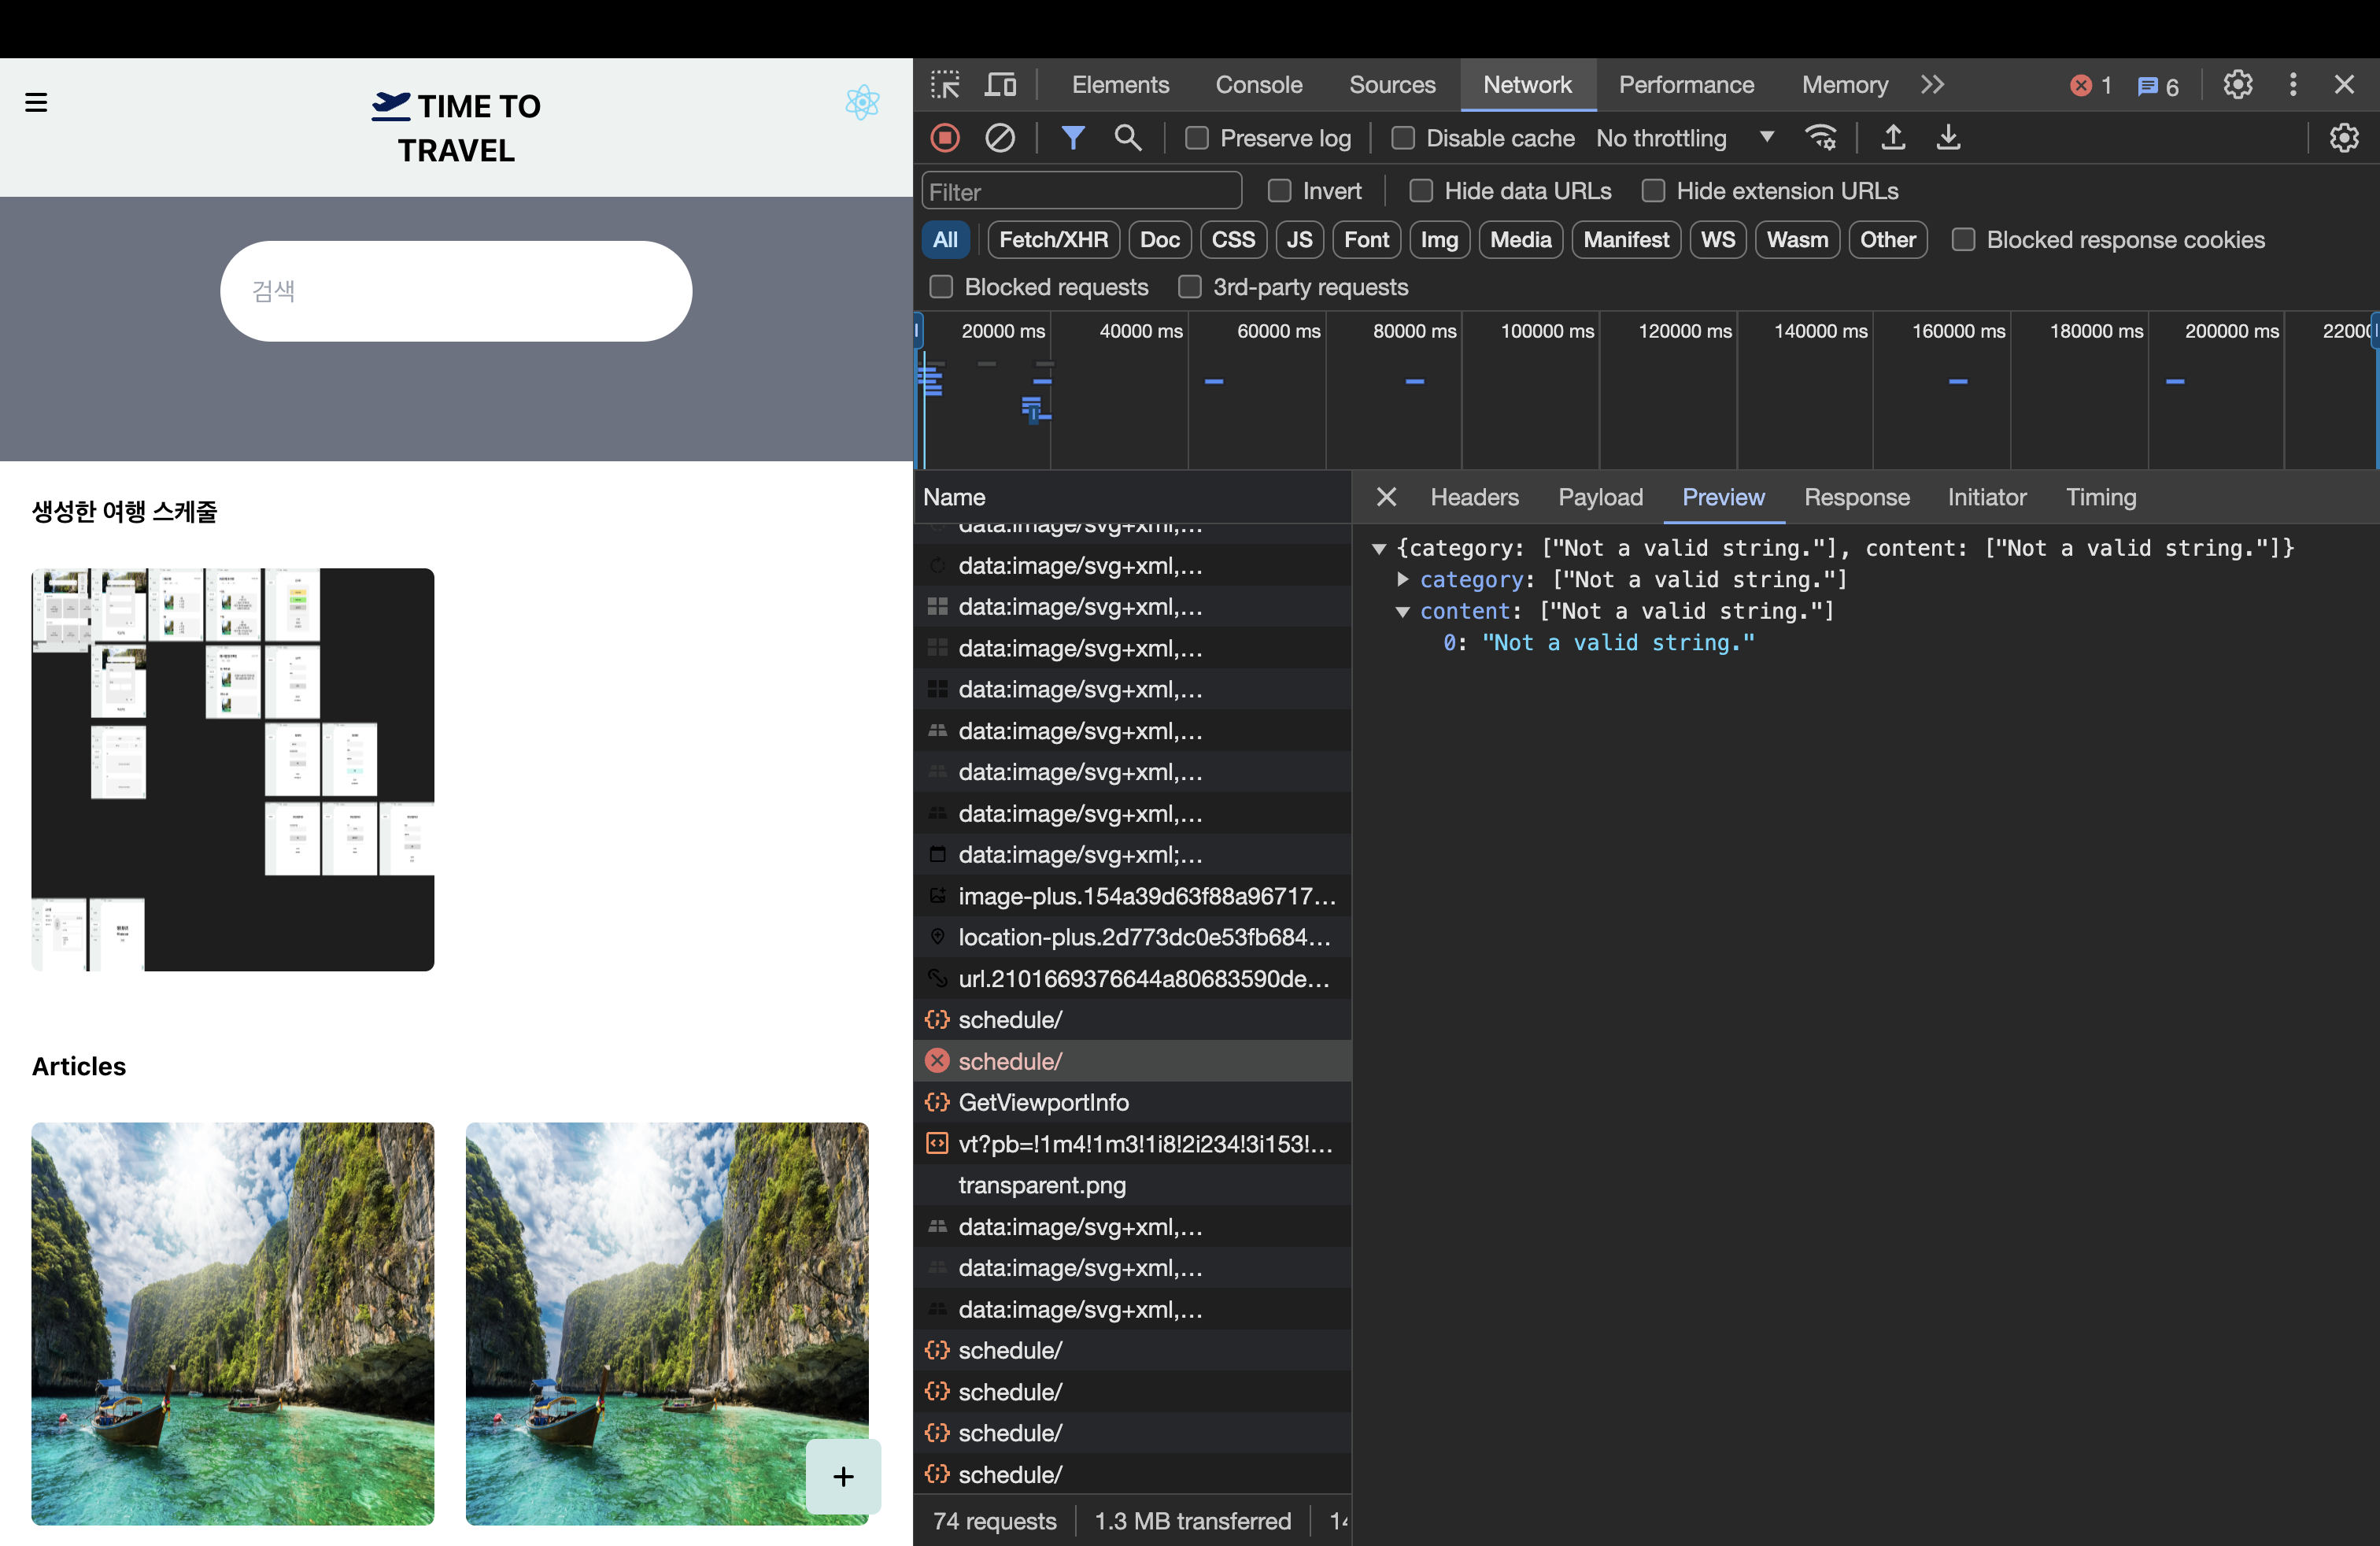 TIME TO
TRAVEL
검색
생성한 여행 스케줄
Articles
+
Elements Console Sources Network Performance Memory 1 6
Preserve log Disable cache No throttling
Filter Invert Hide data URLs Hide extension URLs
All Fetch/XHR Doc CSS JS Font Img Media Manifest WS Wasm Other Blocked response cookies
Blocked requests 3rd-party requests
20000 ms 40000 ms 60000 ms 80000 ms 100000 ms 120000 ms 140000 ms 160000 ms 180000 ms 200000 ms
Name
data:image/svg+xml,...
data:image/svg+xml,...
data:image/svg+xml,...
data:image/svg+xml,...
data:image/svg+xml,...
data:image/svg+xml,...
data:image/svg+xml,...
data:image/svg+xml,...
data:image/svg+xml;...
image-plus.154a39d63f88a96717...
location-plus.2d773dc0e53fb684...
url.2101669376644a80683590de...
schedule/
schedule/
GetViewportInfo
vt?pb=!1m4!1m3!1i8!2i234!3i153!...
transparent.png
data:image/svg+xml,...
data:image/svg+xml,...
data:image/svg+xml,...
schedule/
schedule/
schedule/
schedule/
74 requests 1.3 MB transferred
Headers Payload Preview Response Initiator Timing
{category: ["Not a valid string."], content: ["Not a valid string."]}
category: ["Not a valid string."]
content: ["Not a valid string."]
0: "Not a valid string."